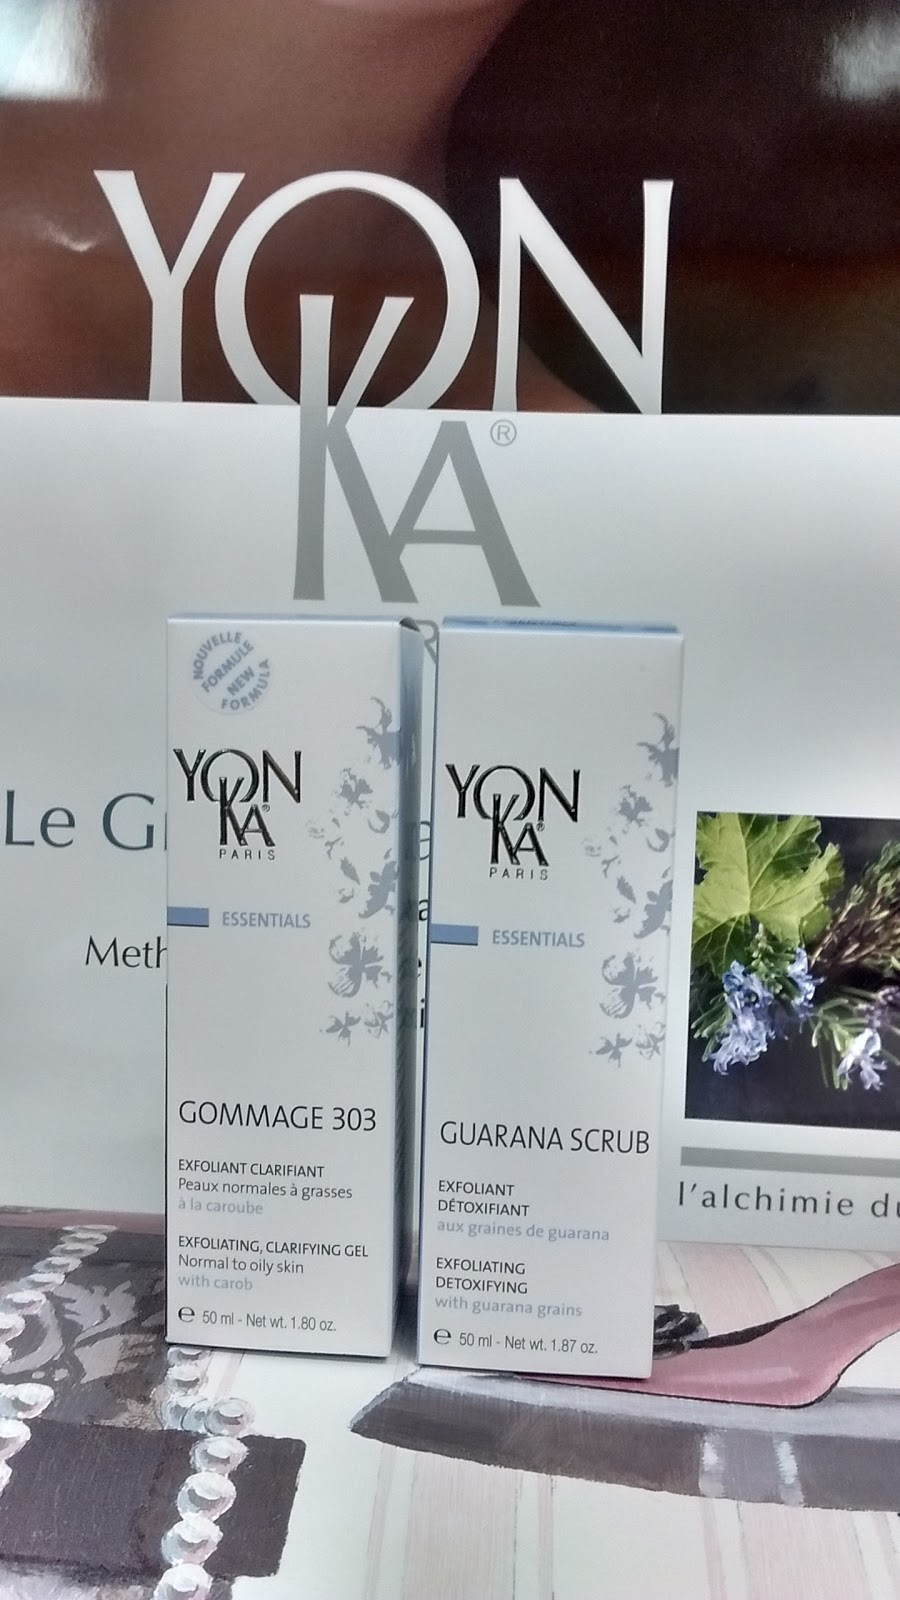 YON
KA®
Le G
Meth
l'alchimie du
NOUVELLE
FORMULE
NEW
FORMULA
YON
KA®
PARIS
ESSENTIALS
GOMMAGE 303
EXFOLIANT CLARIFIANT
Peaux normales à grasses
à la caroube
EXFOLIATING, CLARIFYING GEL
Normal to oily skin
with carob
℮ 50 ml - Net wt. 1.80 oz.
YON
KA®
PARIS
ESSENTIALS
GUARANA SCRUB
EXFOLIANT
DÉTOXIFIANT
aux graines de guarana
EXFOLIATING
DETOXIFYING
with guarana grains
℮ 50 ml - Net wt. 1.87 oz.